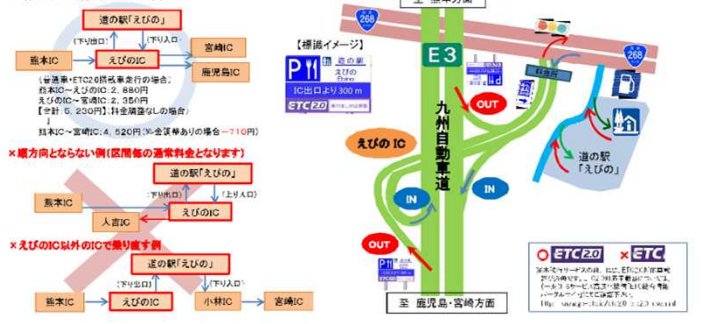 道の駅「えびの」
(下り出口)
(下り入口)
熊本IC
えびのIC
宮崎IC
鹿児島IC
(普通車・ETC2.0搭載車走行の場合)
熊本IC~えびのIC:2,880円
えびのIC~宮崎IC:2,350円
【合計:5,230円】(料金調整なしの場合)
↓
熊本IC~宮崎IC:4,520円(※金調整ありの場合 -710円)
×順方向とならない例(区間毎の通常料金となります)
道の駅「えびの」
(下り出口)
(上り入口)
熊本IC
えびのIC
人吉IC
×えびのIC以外のICで乗り直す例
道の駅「えびの」
(下り出口)
(下り入口)
熊本IC
えびのIC
小林IC
宮崎IC
【標識イメージ】
P
道の駅
えびの
Ebino
IC出口より300m
ETC2.0
268
E3
九州自動車道
料金所
268
OUT
えびの IC
IN
IN
OUT
道の駅
「えびの」
至 鹿児島・宮崎方面
○ ETC2.0 × ETC